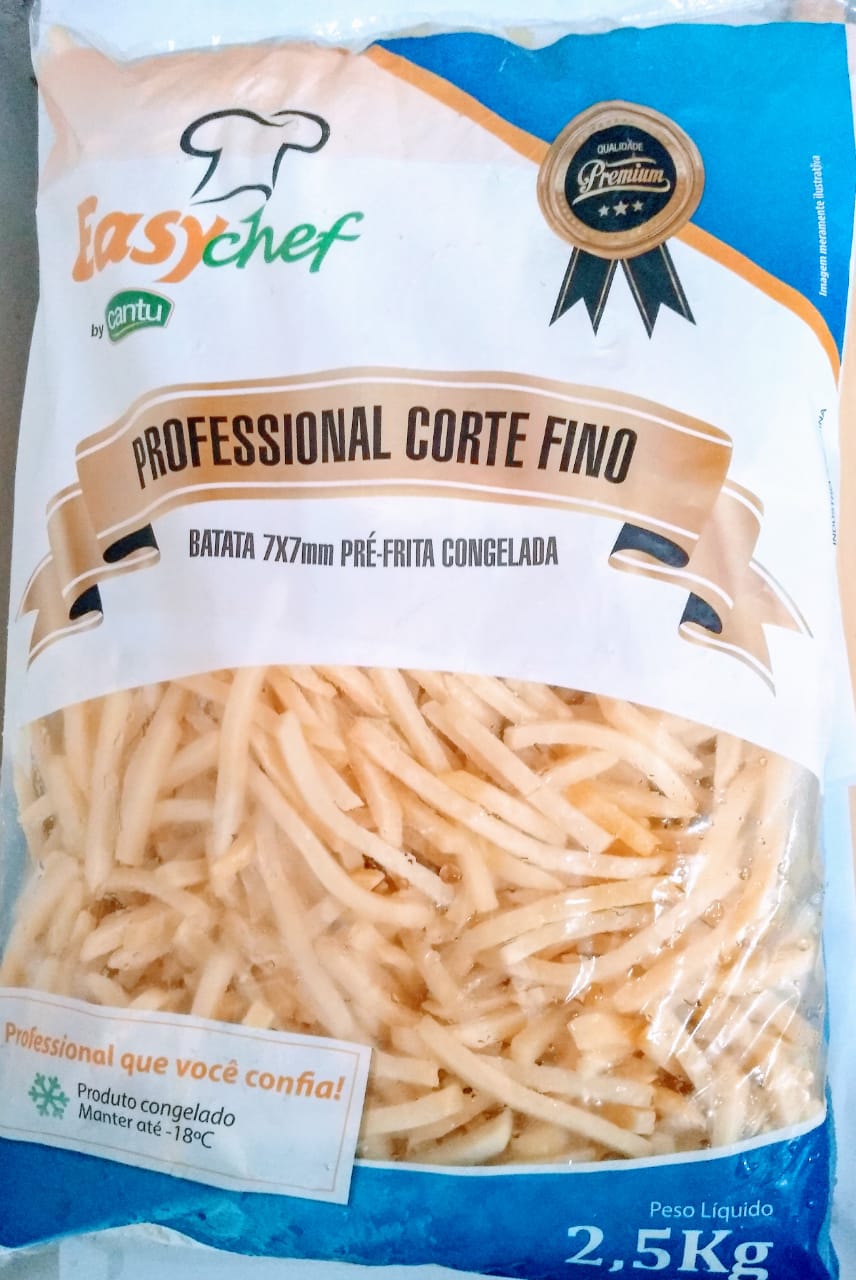 QUALIDADE
Premium
Imagem meramente ilustrativa
Easychef
by cantu
PROFESSIONAL CORTE FINO
BATATA 7X7mm PRÉ-FRITA CONGELADA
Professional que você confia!
Produto congelado
Manter até -18ºC
Peso Líquido
2,5Kg